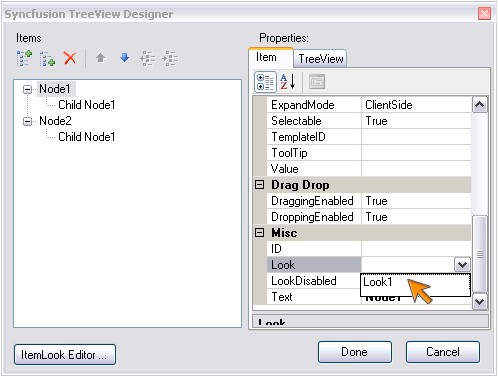 Syncfusion TreeView Designer
Items
Properties:
Item TreeView
Node1
Child Node1
Node2
Child Node1
ExpandMode ClientSide
Selectable True
TemplateID
ToolTip
Value
Drag Drop
DraggingEnabled True
DroppingEnabled True
Misc
ID
Look
LookDisabled Look1
Text Node1
Look
ItemLook Editor ...
Done
Cancel